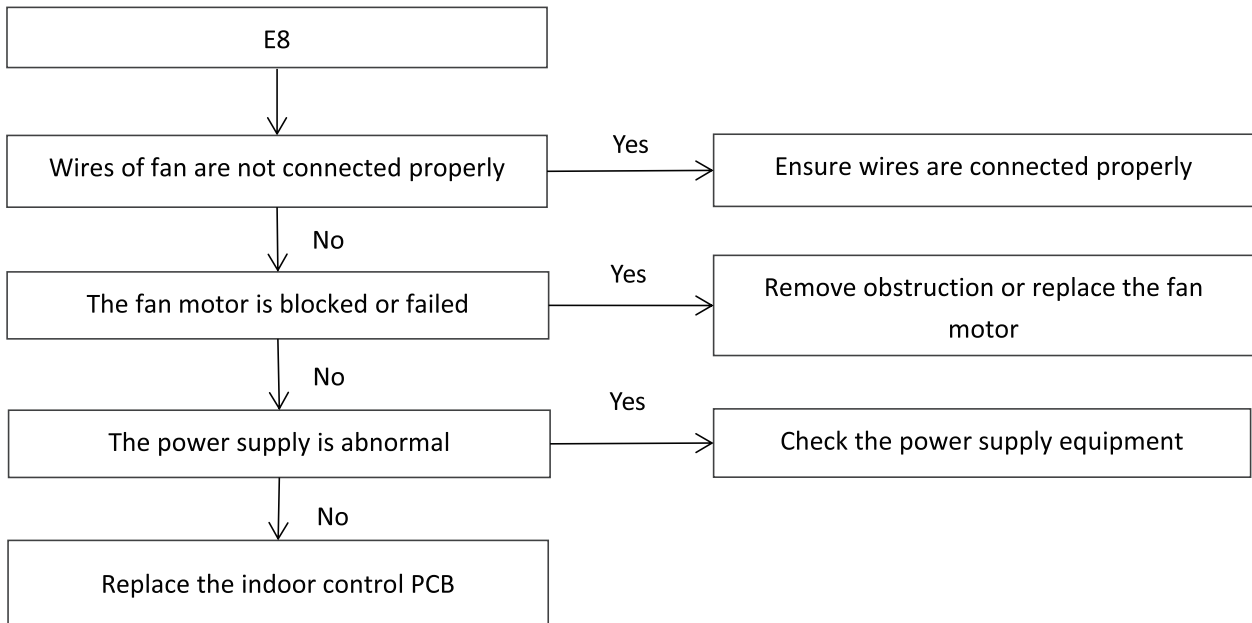 E8
Yes
Wires of fan are not connected properly
Ensure wires are connected properly
No
Yes
The fan motor is blocked or failed
Remove obstruction or replace the fan
motor
No
Yes
The power supply is abnormal
Check the power supply equipment
No
Replace the indoor control PCB